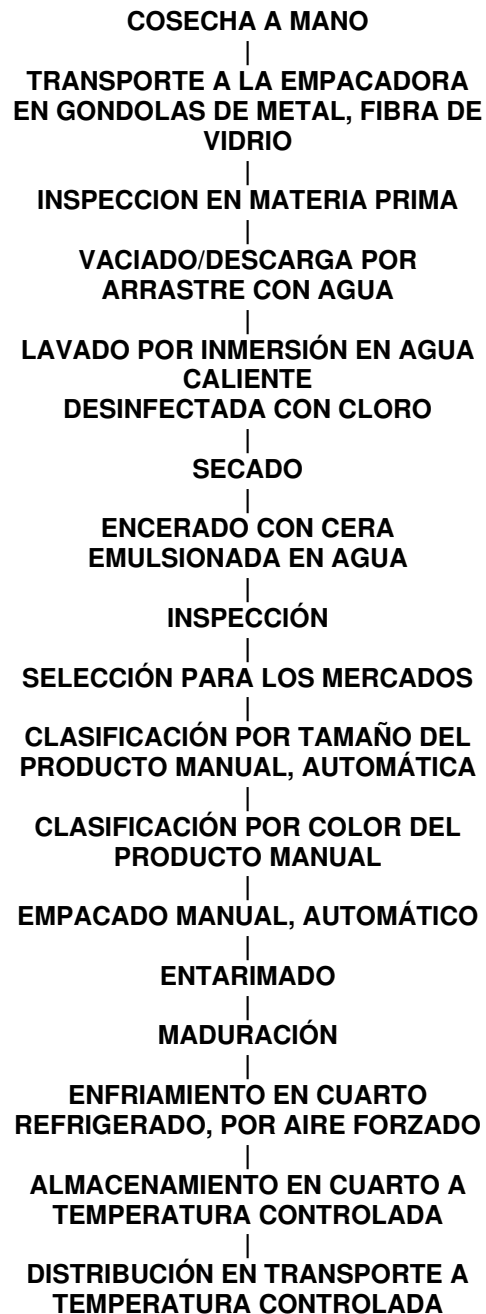 COSECHA A MANO
|
TRANSPORTE A LA EMPACADORA
EN GONDOLAS DE METAL, FIBRA DE
VIDRIO
|
INSPECCION EN MATERIA PRIMA
|
VACIADO/DESCARGA POR
ARRASTRE CON AGUA
|
LAVADO POR INMERSIÓN EN AGUA
CALIENTE
DESINFECTADA CON CLORO
|
SECADO
|
ENCERADO CON CERA
EMULSIONADA EN AGUA
|
INSPECCIÓN
|
SELECCIÓN PARA LOS MERCADOS
|
CLASIFICACIÓN POR TAMAÑO DEL
PRODUCTO MANUAL, AUTOMÁTICA
|
CLASIFICACIÓN POR COLOR DEL
PRODUCTO MANUAL
|
EMPACADO MANUAL, AUTOMÁTICO
|
ENTARIMADO
|
MADURACIÓN
|
ENFRIAMIENTO EN CUARTO
REFRIGERADO, POR AIRE FORZADO
|
ALMACENAMIENTO EN CUARTO A
TEMPERATURA CONTROLADA
|
DISTRIBUCIÓN EN TRANSPORTE A
TEMPERATURA CONTROLADA